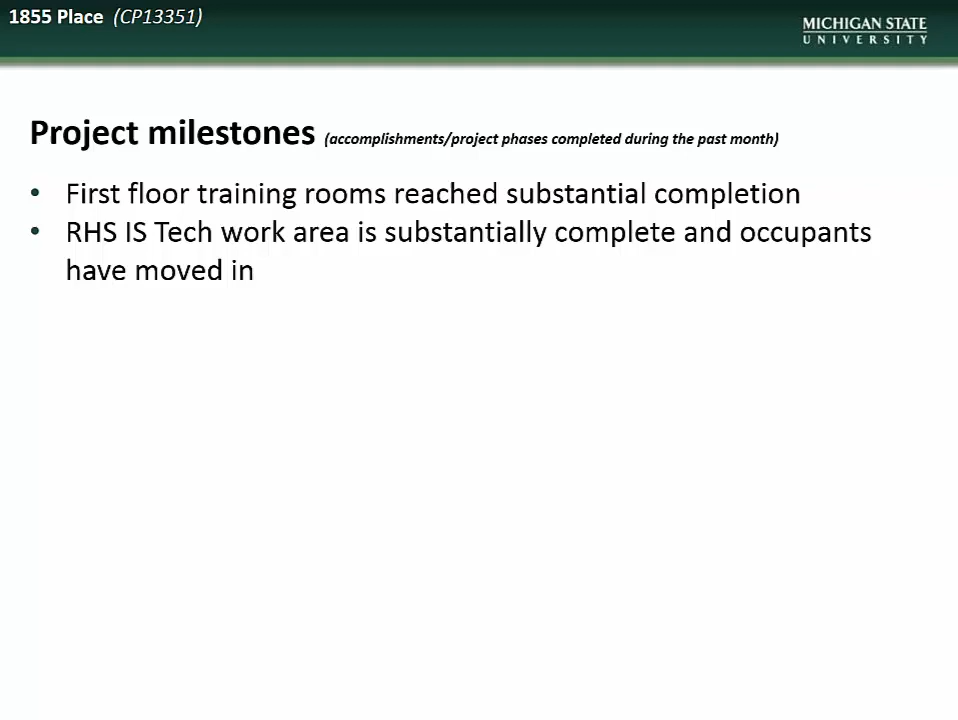 1855 Place (CP13351)
MICHIGAN STATE
UNIVERSITY
Project milestones (accomplishments/project phases completed during the past month)
• First floor training rooms reached substantial completion
• RHS IS Tech work area is substantially complete and occupants
have moved in